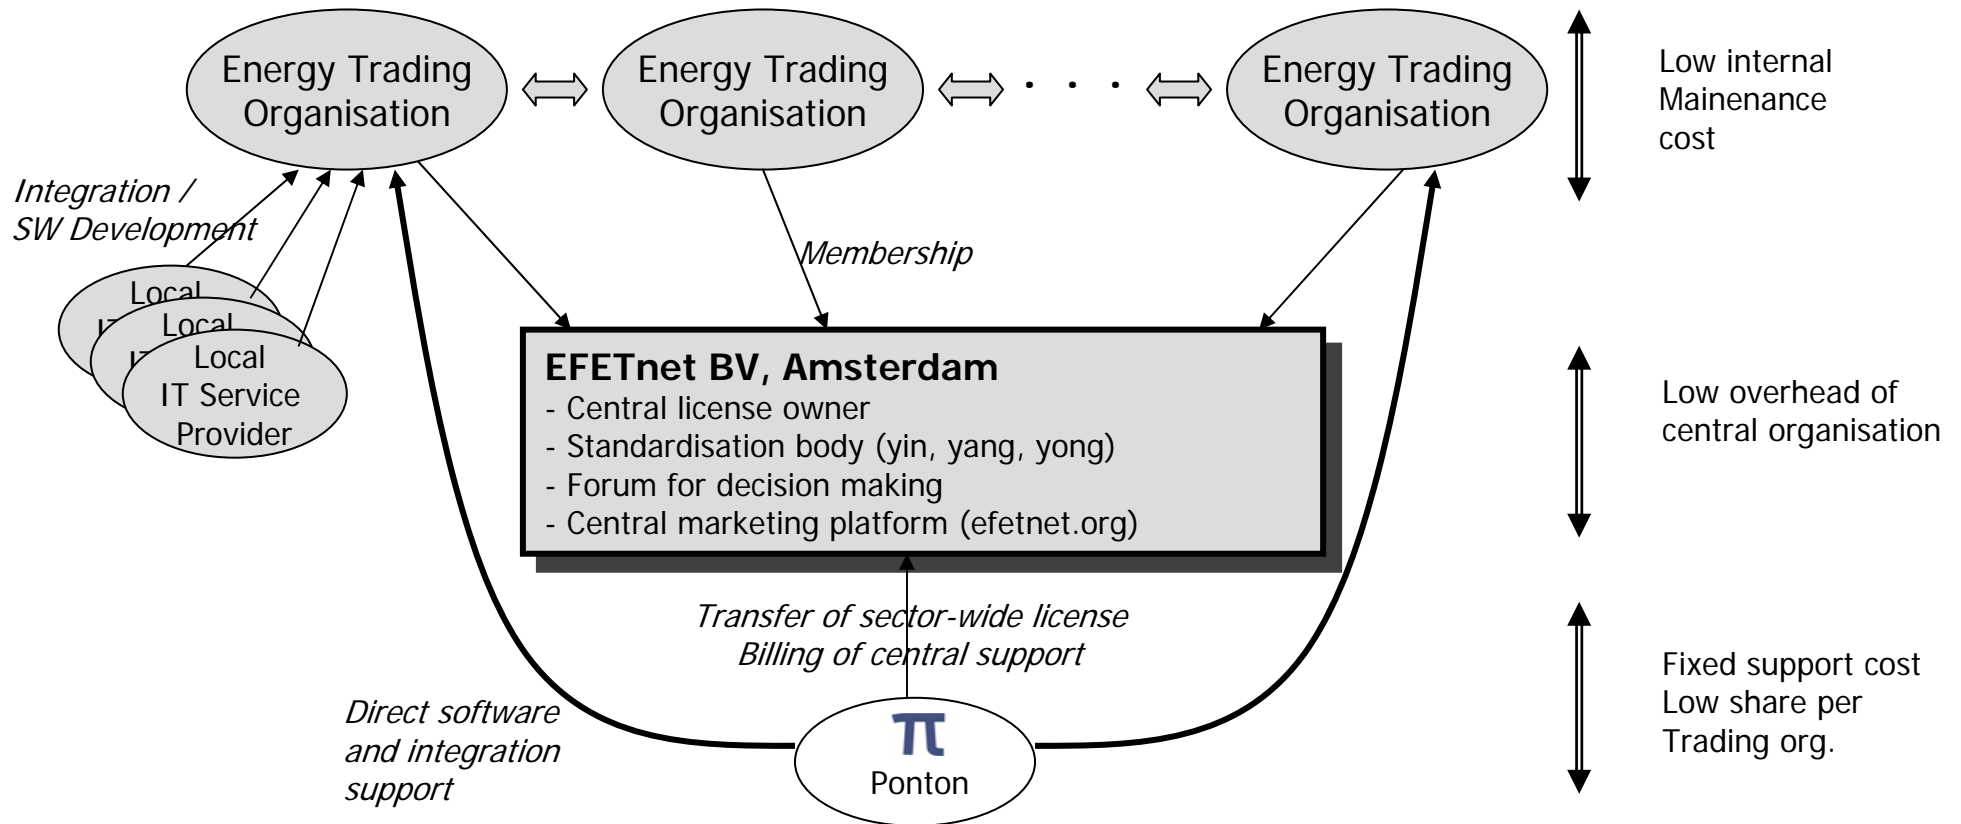 Energy Trading
Organisation
Energy Trading
Organisation
. . .
Energy Trading
Organisation
Low internal
Mainenance
cost
Integration /
SW Development
Membership
Local
Local
Local
IT Service
Provider
EFETnet BV, Amsterdam
- Central license owner
- Standardisation body (yin, yang, yong)
- Forum for decision making
- Central marketing platform (efetnet.org)
Low overhead of
central organisation
Transfer of sector-wide license
Billing of central support
Direct software
and integration
support
π
Ponton
Fixed support cost
Low share per
Trading org.